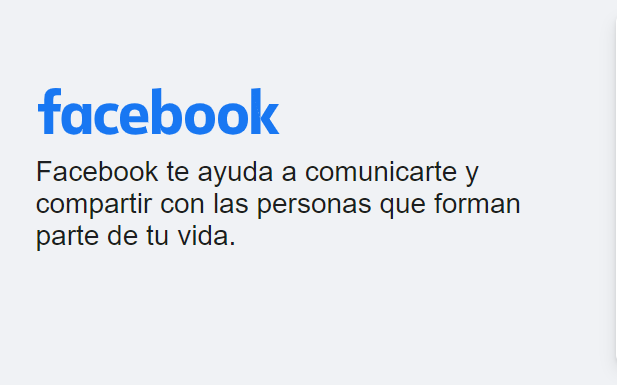 facebook
Facebook te ayuda a comunicarte y
compartir con las personas que forman
parte de tu vida.